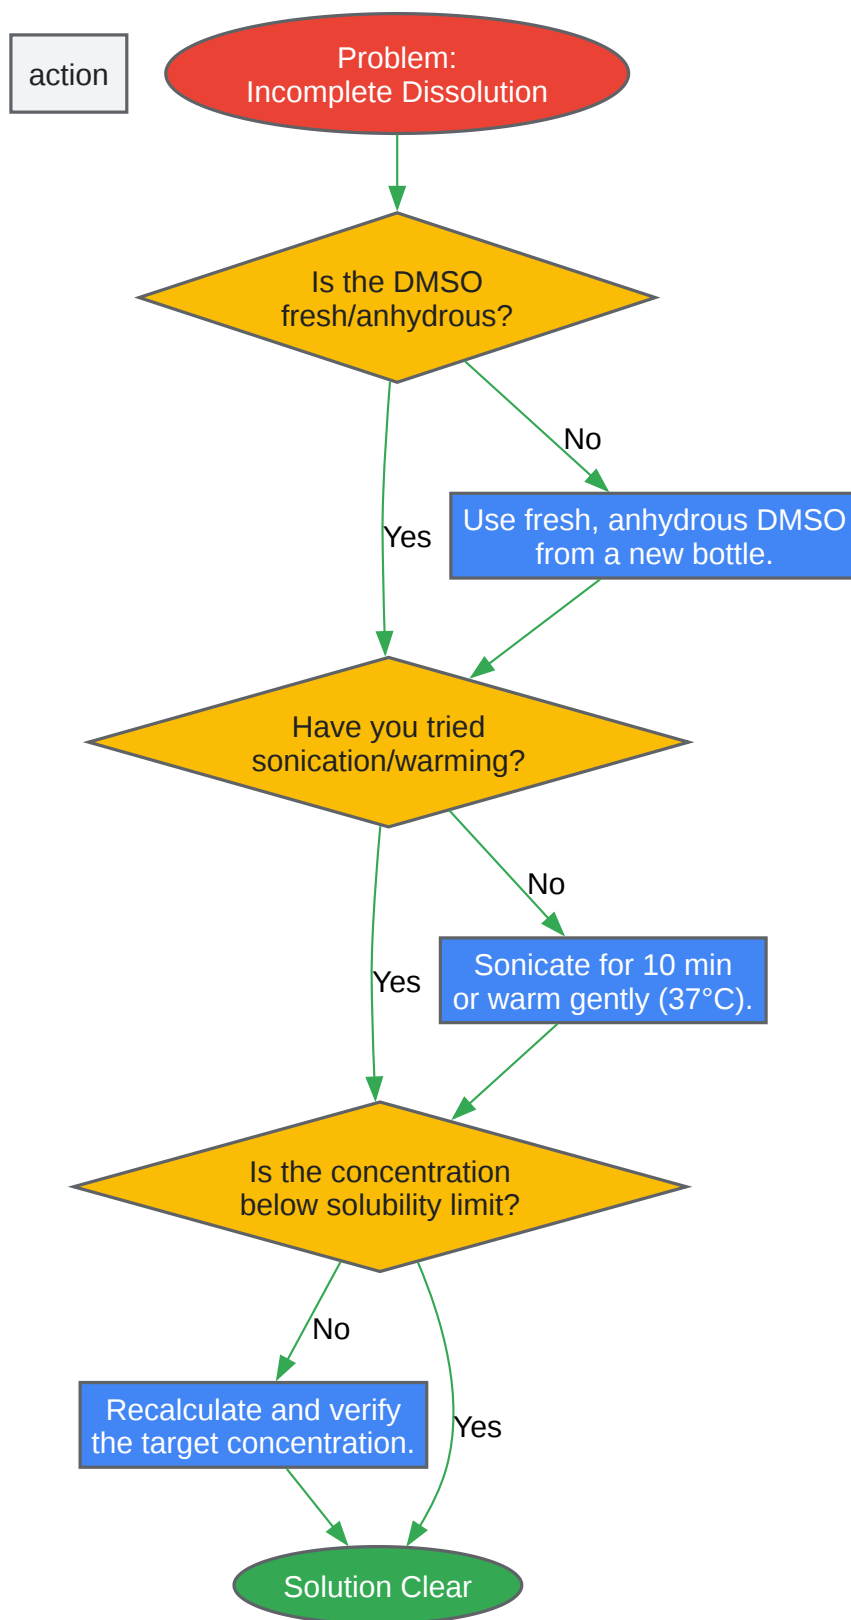 action
Problem:
Incomplete Dissolution
Is the DMSO
fresh/anhydrous?
No
Use fresh, anhydrous DMSO
from a new bottle.
Yes
Have you tried
sonication/warming?
No
Sonicate for 10 min
or warm gently (37°C).
Yes
Is the concentration
below solubility limit?
No
Recalculate and verify
the target concentration.
Yes
Solution Clear